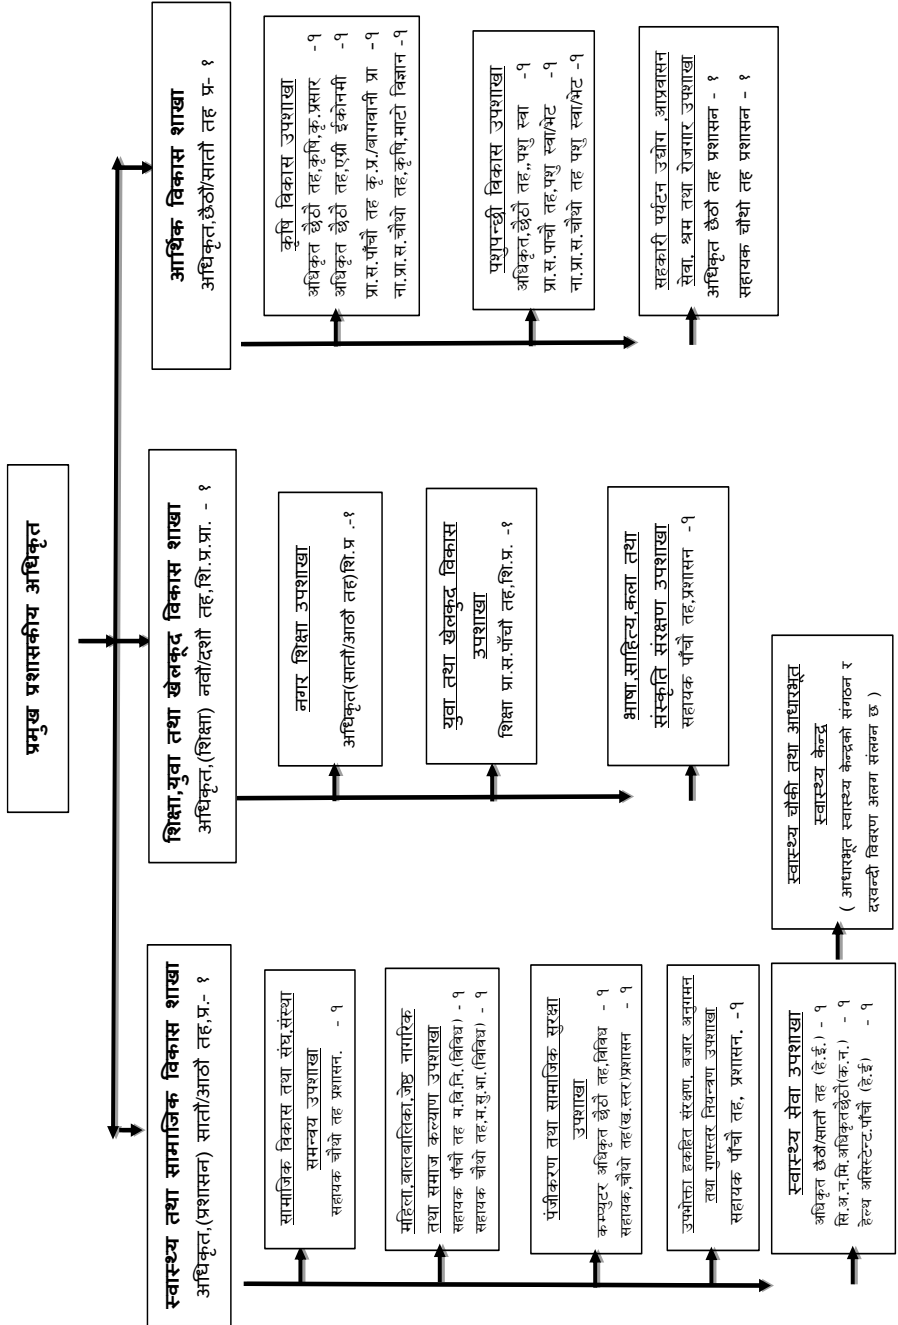 प्रमुख प्रशासकीय अधिकृत
स्वास्थ्य तथा सामाजिक विकास शाखा
अधिकृत,(प्रशासन) सातौं/आठौं तह,प्र.- १
सामाजिक विकास तथा संघ,संस्था
समन्वय उपशाखा
सहायक चौथो तह प्रशासन. - १
महिला,बालबालिका,जेष्ठ नागरिक
तथा समाज कल्याण उपशाखा
सहायक पाँचौ तह म.वि.नि.(विविध) - १
सहायक चौथो तह,म.सु.भा.(विविध) - १
पंजीकरण तथा सामाजिक सुरक्षा
उपशाखा
कम्प्युटर अधिकृत छैठौ तह,विविध - १
सहायक,चौथो तह(ख.स्तर)प्रशासन - १
उपभोक्ता हकहित संरक्षण, बजार अनुगमन
तथा गुणस्तर नियन्त्रण उपशाखा
सहायक पाँचौ तह, प्रशासन. -१
स्वास्थ्य सेवा उपशाखा
अधिकृत छैठौं/सातौ तह (हे.ई.) - १
सि.अ.न.मि.अधिकृतछैठौ(क.न.) - १
हेल्थ असिस्टेन्ट,पाँचौ (हे.ई) - १
स्वास्थ्य चौकी तथा आधारभूत
स्वास्थ्य केन्द्र
( आधारभूत स्वास्थ्य केन्द्रको संगठन र
दरवन्दी विवरण अलग संलग्न छ )
शिक्षा,युवा तथा खेलकूद विकास शाखा
अधिकृत,(शिक्षा) नवौं/दशौं तह,शि.प्र.प्रा. - १
नगर शिक्षा उपशाखा
अधिकृत(सातौं/आठौं तह)शि.प्र .-१
युवा तथा खेलकुद विकास
उपशाखा
शिक्षा प्रा.स.पाँचौ तह,शि.प्र. -१
भाषा,साहित्य,कला तथा
संस्कृति संरक्षण उपशाखा
सहायक पाँचौ तह,प्रशासन -१
आर्थिक विकास शाखा
अधिकृत,छैठौं/सातौं तह प्र- १
कृषि विकास उपशाखा
अधिकृत छैठौं तह,कृषि,कृ.प्रसार -१
अधिकृत छैठौं तह,एग्री ईकोनमी -१
प्रा.स.पाँचौ तह कृ.प्र./बागवानी प्रा -१
ना.प्रा.स.चौथो तह,कृषि,माटो विज्ञान -१
पशुपन्छी विकास उपशाखा
अधिकृत,छैठौं तह,,पशु स्वा -१
प्रा.स.पाचौं तह,पशु स्वा/भेट -१
ना.प्रा.स.चौथो तह पशु स्वा/भेट -१
सहकारी पर्यटन उद्योग ,आप्रवासन
सेवा, श्रम तथा रोजगार उपशाखा
अधिकृत छैठौं तह प्रशासन - १
सहायक चौथो तह प्रशासन - १